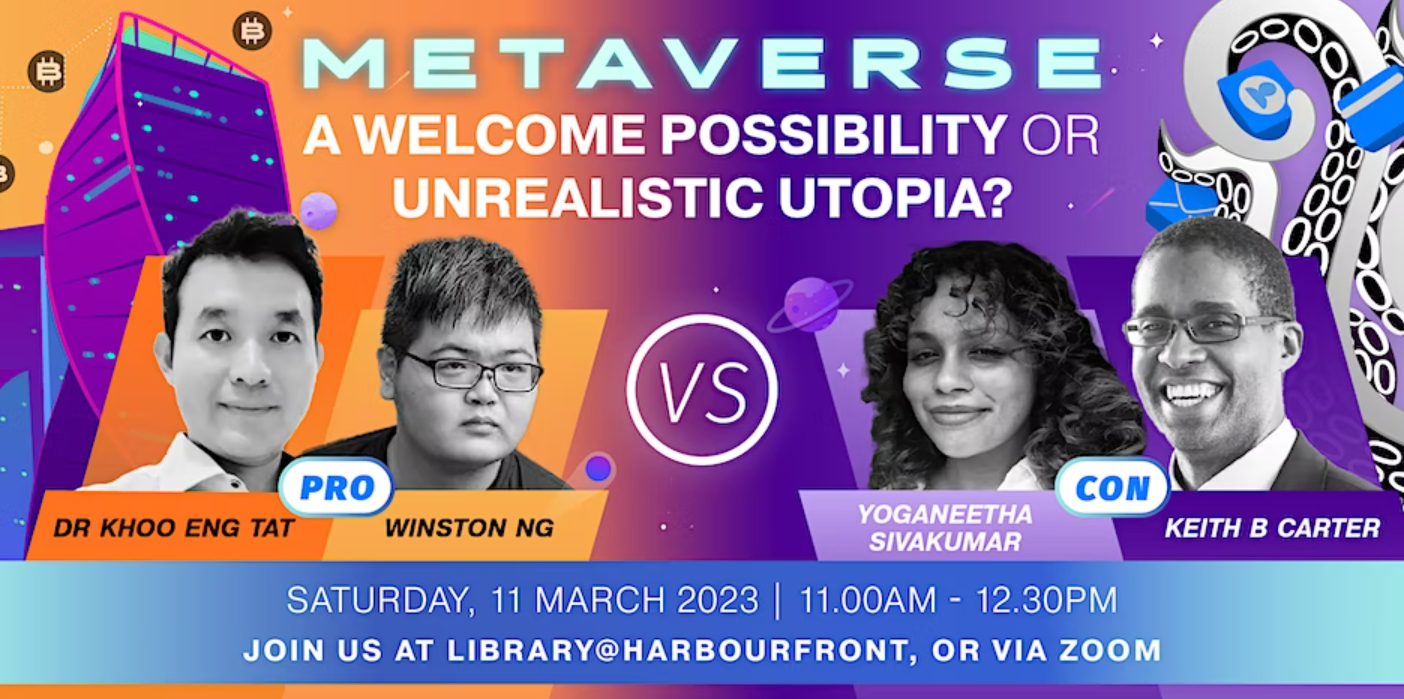 METAVERSE
A WELCOME POSSIBILITY OR
UNREALISTIC UTOPIA?
VS
PRO
DR KHOO ENG TAT
WINSTON NG
CON
YOGANEETHA
SIVAKUMAR
KEITH B CARTER
SATURDAY, 11 MARCH 2023 | 11.00AM - 12.30PM
JOIN US AT LIBRARY@HARBOURFRONT, OR VIA ZOOM